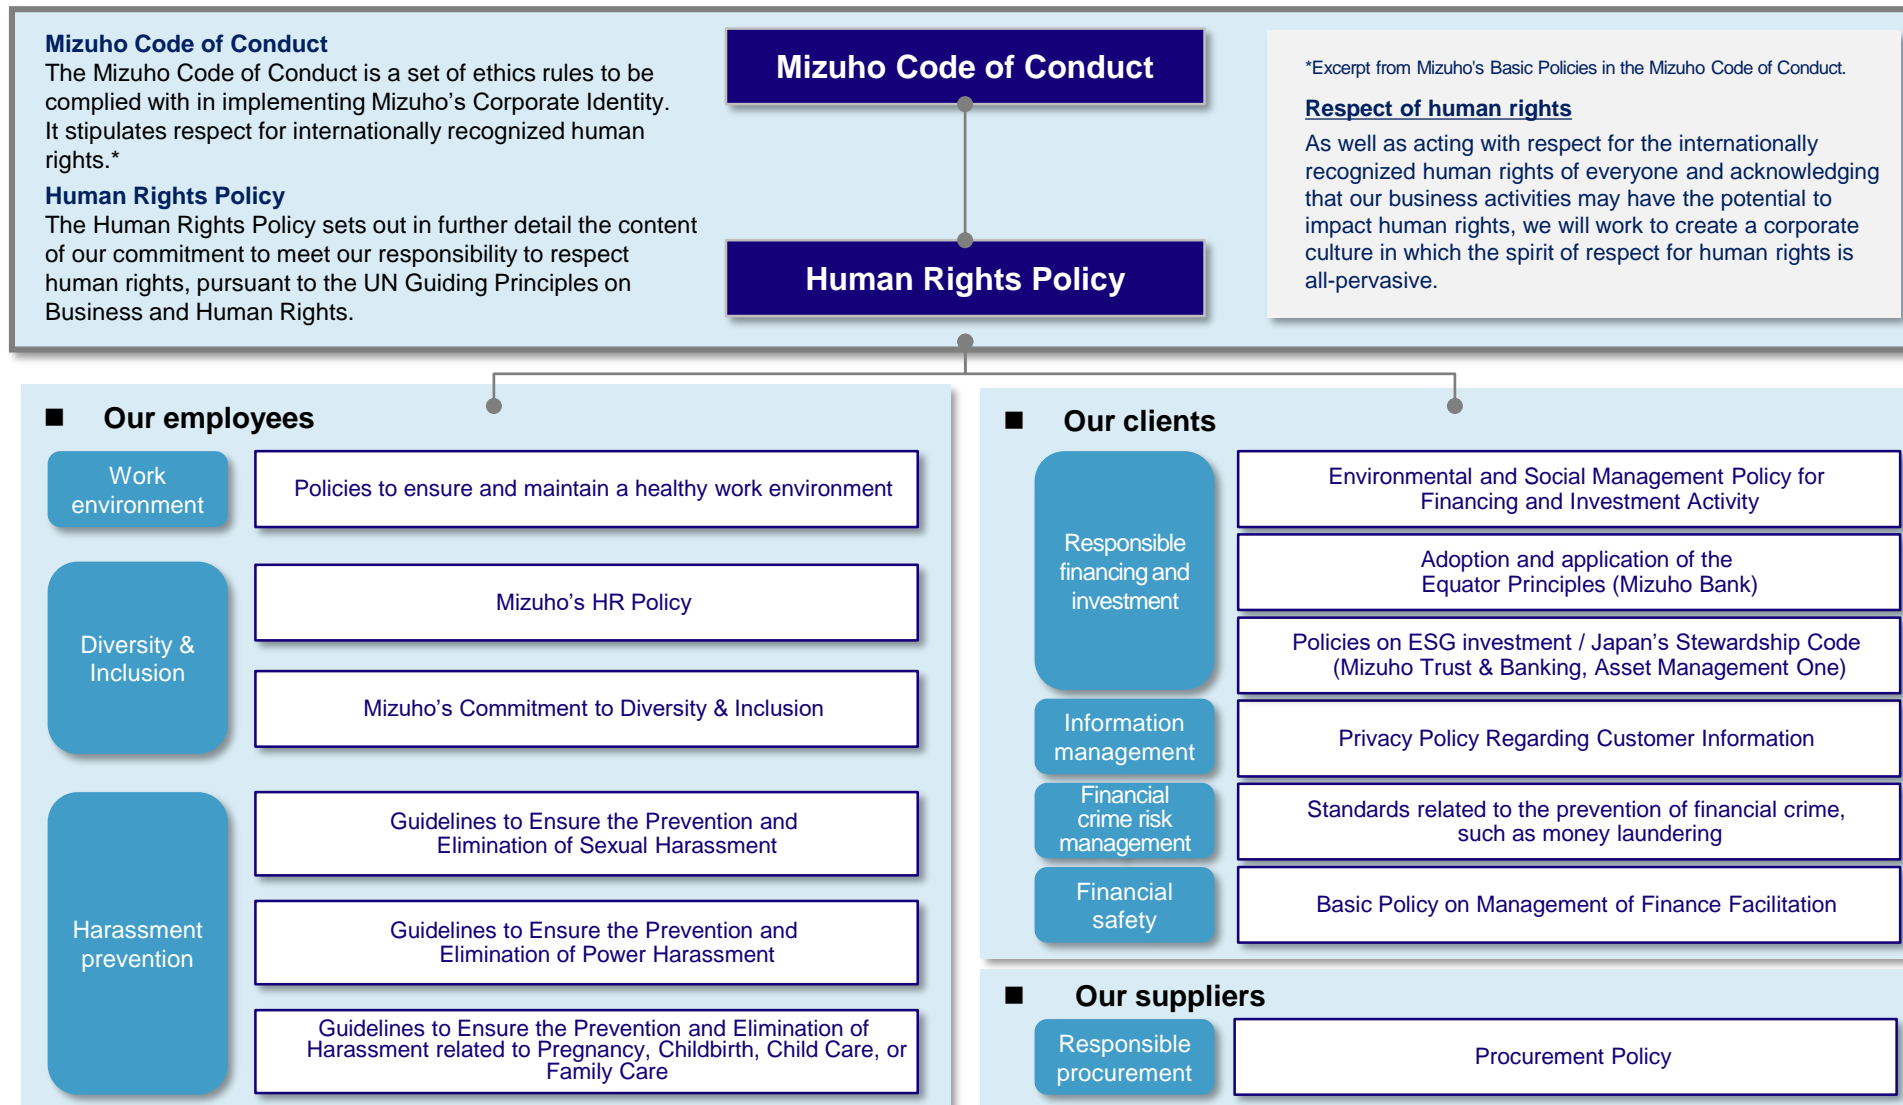 Mizuho Code of Conduct
The Mizuho Code of Conduct is a set of ethics rules to be
complied with in implementing Mizuho’s Corporate Identity.
It stipulates respect for internationally recognized human
rights.*
Human Rights Policy
The Human Rights Policy sets out in further detail the content
of our commitment to meet our responsibility to respect
human rights, pursuant to the UN Guiding Principles on
Business and Human Rights.
Mizuho Code of Conduct
Human Rights Policy
*Excerpt from Mizuho's Basic Policies in the Mizuho Code of Conduct.
Respect of human rights
As well as acting with respect for the internationally
recognized human rights of everyone and acknowledging
that our business activities may have the potential to
impact human rights, we will work to create a corporate
culture in which the spirit of respect for human rights is
all-pervasive.
■ Our employees
Work
environment
Policies to ensure and maintain a healthy work environment
Diversity &
Inclusion
Mizuho’s HR Policy
Mizuho’s Commitment to Diversity & Inclusion
Harassment
prevention
Guidelines to Ensure the Prevention and
Elimination of Sexual Harassment
Guidelines to Ensure the Prevention and
Elimination of Power Harassment
Guidelines to Ensure the Prevention and Elimination of
Harassment related to Pregnancy, Childbirth, Child Care, or
Family Care
■ Our clients
Responsible
financing and
investment
Environmental and Social Management Policy for
Financing and Investment Activity
Adoption and application of the
Equator Principles (Mizuho Bank)
Policies on ESG investment / Japan’s Stewardship Code
(Mizuho Trust & Banking, Asset Management One)
Information
management
Privacy Policy Regarding Customer Information
Financial
crime risk
management
Standards related to the prevention of financial crime,
such as money laundering
Financial
safety
Basic Policy on Management of Finance Facilitation
■ Our suppliers
Responsible
procurement
Procurement Policy